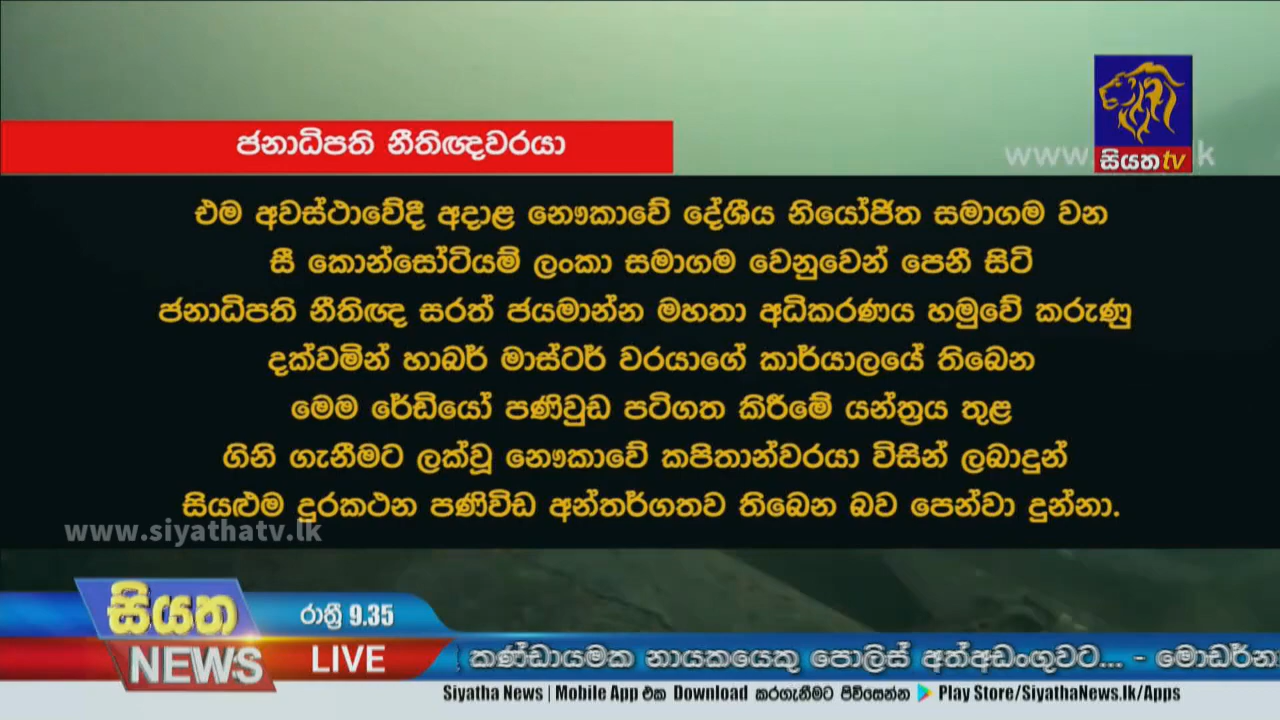 ජනාධිපති නීතිඥවරයා
සියත tv
එම අවස්ථාවේදී අදාළ නෞකාවේ දේශීය නියෝජිත සමාගම වන
සී කොන්සෝටියම් ලංකා සමාගම වෙනුවෙන් පෙනී සිටි
ජනාධිපති නීතිඥ සරත් ජයමාන්න මහතා අධිකරණය හමුවේ කරුණු
දක්වමින් හාබර් මාස්ටර් වරයාගේ කාර්යාලයේ තිබෙන
මෙම රේඩියෝ පණිවුඩ පටිගත කිරීමේ යන්ත්‍රය තුළ
ගිනි ගැනීමට ලක්වූ නෞකාවේ කපිතාන්වරයා විසින් ලබාදුන්
සියළුම දුරකථන පණිවිඩ අන්තර්ගතව තිබෙන බව පෙන්වා දුන්නා.
www.siyathatv.lk
සියත
NEWS
රාත්‍රී 9.35
LIVE
කණ්ඩායමක නායකයෙකු පොලිස් අත්අඩංගුවට... - මොඩර්නා
Siyatha News | Mobile App එක Download කරගැනීමට පිවිසෙන්න Play Store/SiyathaNews.lk/Apps